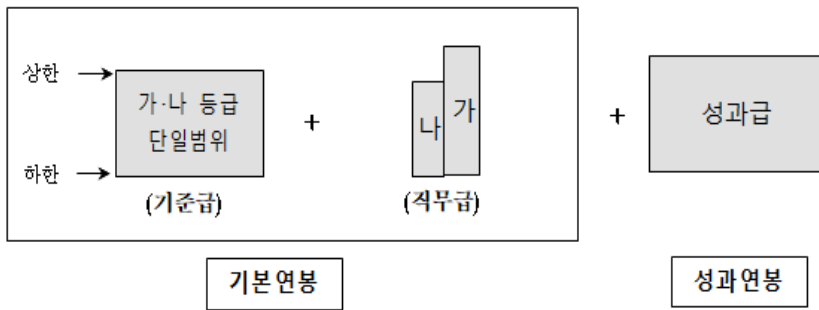 상한
가·나 등급
단일범위
하한
(기준급)
+
나
가
(직무급)
+
성과급
기본연봉
성과연봉